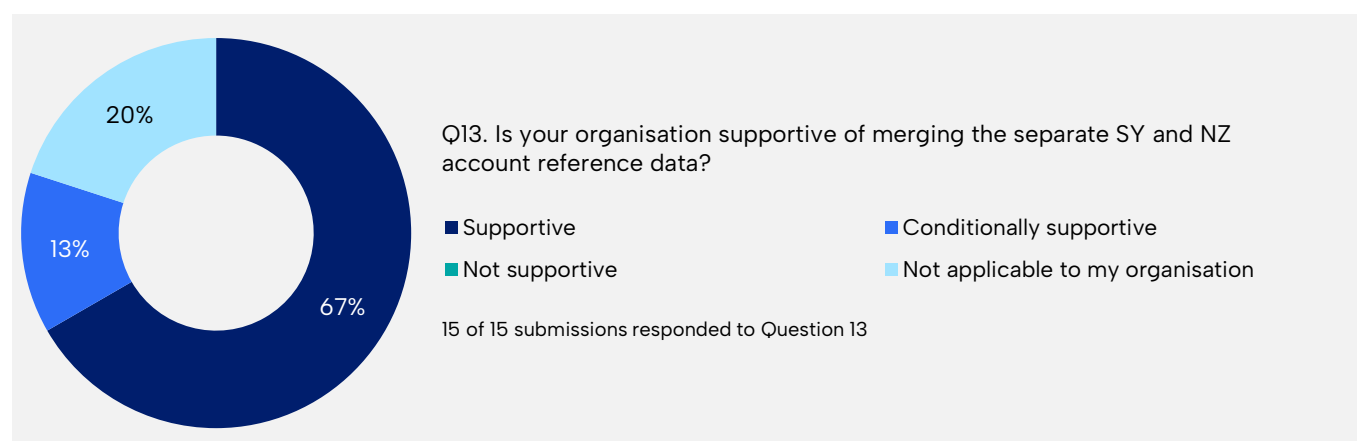 20%
13%
67%
Q13. Is your organisation supportive of merging the separate SY and NZ
account reference data?
Supportive
Conditionally supportive
Not supportive
Not applicable to my organisation
15 of 15 submissions responded to Question 13